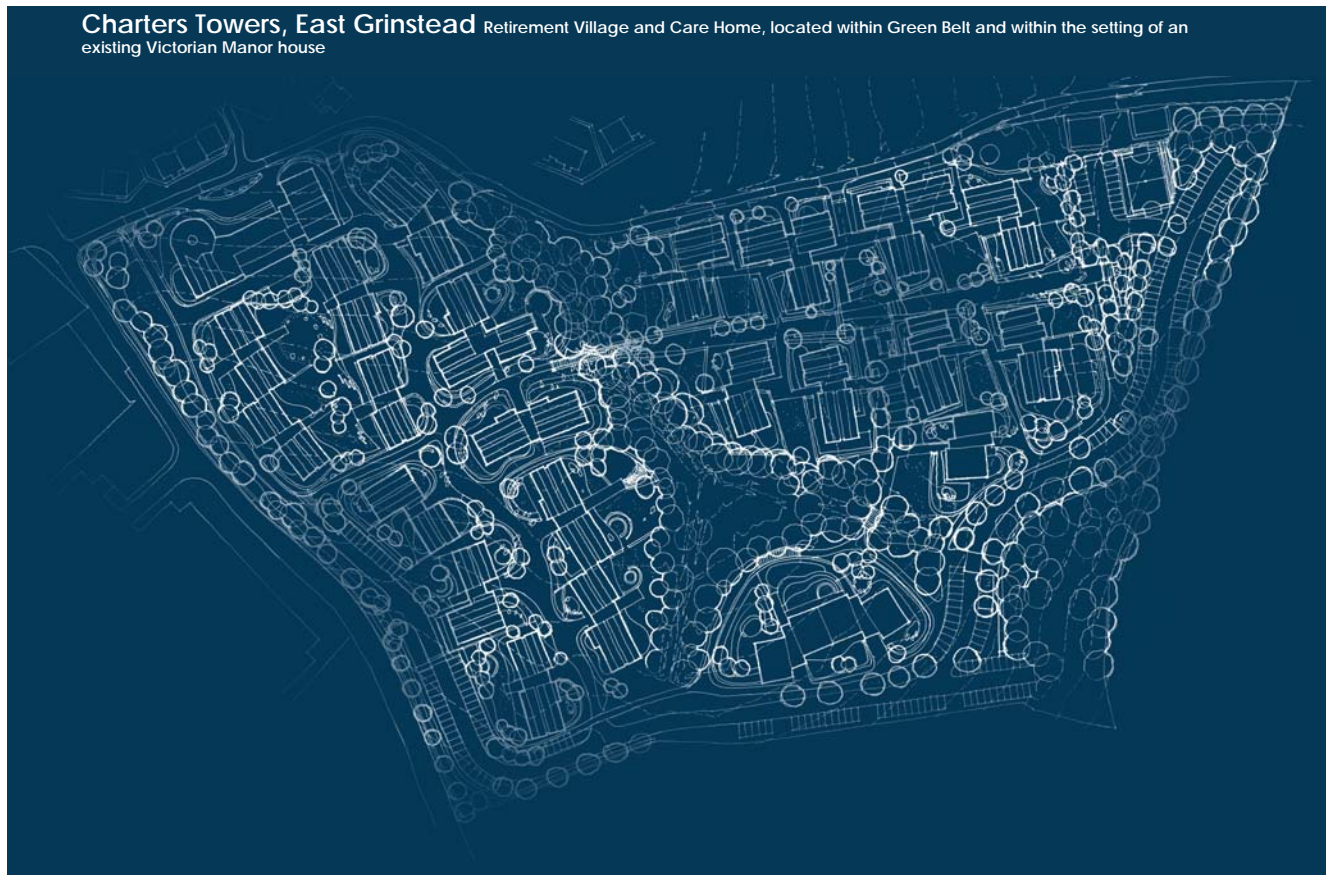 Charters Towers, East Grinstead Retirement Village and Care Home, located within Green Belt and within the setting of an
existing Victorian Manor house